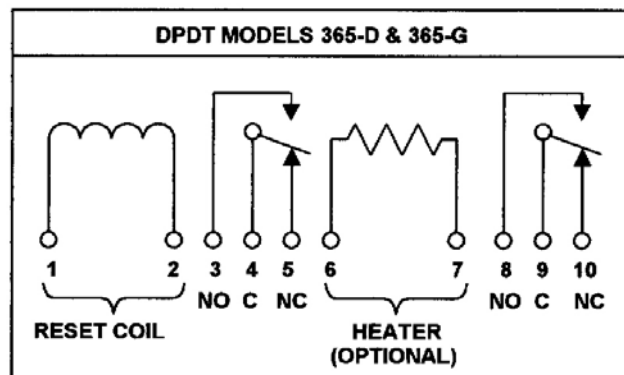 DPDT MODELS 365-D & 365-G
1 2 3 4 5 6 7 8 9 10
NO C NC NO C NC
RESET COIL HEATER
(OPTIONAL)